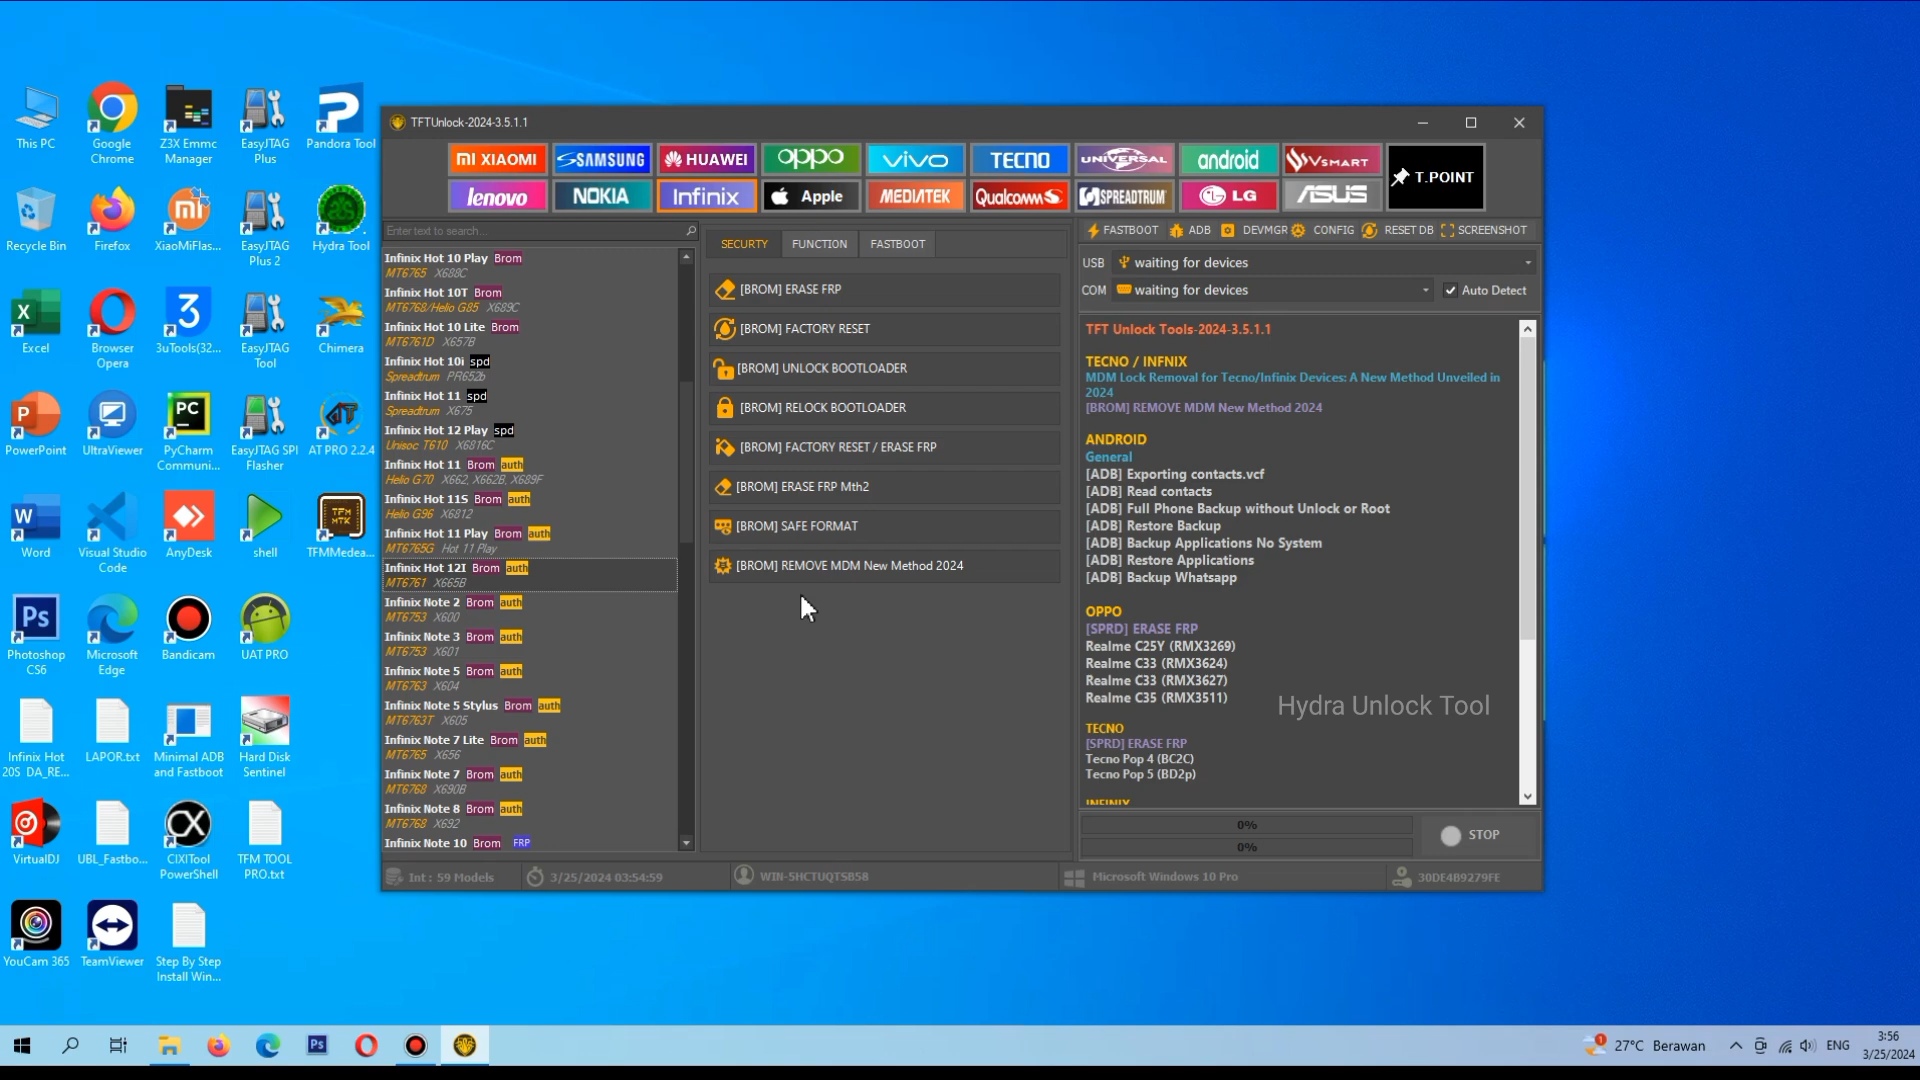 This PC
Google Chrome
Z3X Emmc Manager
EasyJTAG Plus
Pandora Tool
Recycle Bin
Firefox
XiaoMiFlas...
EasyJTAG Plus 2
Hydra Tool
Excel
Browser Opera
3uTools(32...
EasyJTAG Tool
Chimera
PowerPoint
UltraViewer
PyCharm Communi...
EasyJTAG SPI Flasher
AT PRO 2.2.4
Word
Visual Studio Code
AnyDesk
shell
TFMMedea...
Photoshop CS6
Microsoft Edge
Bandicam
UAT PRO
Infinix Hot 20S DA_RE...
LAPOR.txt
Minimal ADB and Fastboot
Hard Disk Sentinel
VirtualDJ
UBL_Fastbo...
CIXITool PowerShell
TFM TOOL PRO.txt
YouCam 365
TeamViewer
Step By Step Install Win...
TFTUnlock-2024-3.5.1.1
MI XIAOMI SAMSUNG HUAWEI oppo vivo TECNO UNIVERSAL android VSMART T.POINT
lenovo NOKIA Infinix Apple MEDIATEK Qualcomm SPREADTRUM LG ASUS
Enter text to search...
Infinix Hot 10 Play Brom
MT6765 X688C
Infinix Hot 10T Brom
MT6768/Helio G85 X689C
Infinix Hot 10 Lite Brom
MT6761D X657B
Infinix Hot 10i spd
Spreadtrum PR652b
Infinix Hot 11 spd
Spreadtrum X675
Infinix Hot 12 Play spd
Unisoc T610 X6816C
Infinix Hot 11 Brom auth
Helio G70 X662, X662B, X689F
Infinix Hot 11S Brom auth
Helio G96 X6812
Infinix Hot 11 Play Brom auth
MT6765G Hot 11 Play
Infinix Hot 12I Brom auth
MT6761 X665B
Infinix Note 2 Brom auth
MT6753 X600
Infinix Note 3 Brom auth
MT6753 X601
Infinix Note 5 Brom auth
MT6763 X604
Infinix Note 5 Stylus Brom auth
MT6763T X605
Infinix Note 7 Lite Brom auth
MT6765 X656
Infinix Note 7 Brom auth
MT6768 X690B
Infinix Note 8 Brom auth
MT6768 X692
Infinix Note 10 Brom FRP
SECURTY FUNCTION FASTBOOT
[BROM] ERASE FRP
[BROM] FACTORY RESET
[BROM] UNLOCK BOOTLOADER
[BROM] RELOCK BOOTLOADER
[BROM] FACTORY RESET / ERASE FRP
[BROM] ERASE FRP Mth2
[BROM] SAFE FORMAT
[BROM] REMOVE MDM New Method 2024
FASTBOOT ADB DEVMGR CONFIG RESET DB SCREENSHOT
USB waiting for devices
COM waiting for devices Auto Detect
TFT Unlock Tools-2024-3.5.1.1
TECNO / INFNIX
MDM Lock Removal for Tecno/Infinix Devices: A New Method Unveiled in
2024
[BROM] REMOVE MDM New Method 2024
ANDROID
General
[ADB] Exporting contacts.vcf
[ADB] Read contacts
[ADB] Full Phone Backup without Unlock or Root
[ADB] Restore Backup
[ADB] Backup Applications No System
[ADB] Restore Applications
[ADB] Backup Whatsapp
OPPO
[SPRD] ERASE FRP
Realme C25Y (RMX3269)
Realme C33 (RMX3624)
Realme C33 (RMX3627)
Realme C35 (RMX3511)
Hydra Unlock Tool
TECNO
[SPRD] ERASE FRP
Tecno Pop 4 (BC2C)
Tecno Pop 5 (BD2p)
INFINIX
0%
0%
STOP
Int : 59 Models
3/25/2024 03:54:59
WIN-5HCTUQTSB58
Microsoft Windows 10 Pro
30DE4B9279FE
27°C Berawan
ENG
3:56
3/25/2024